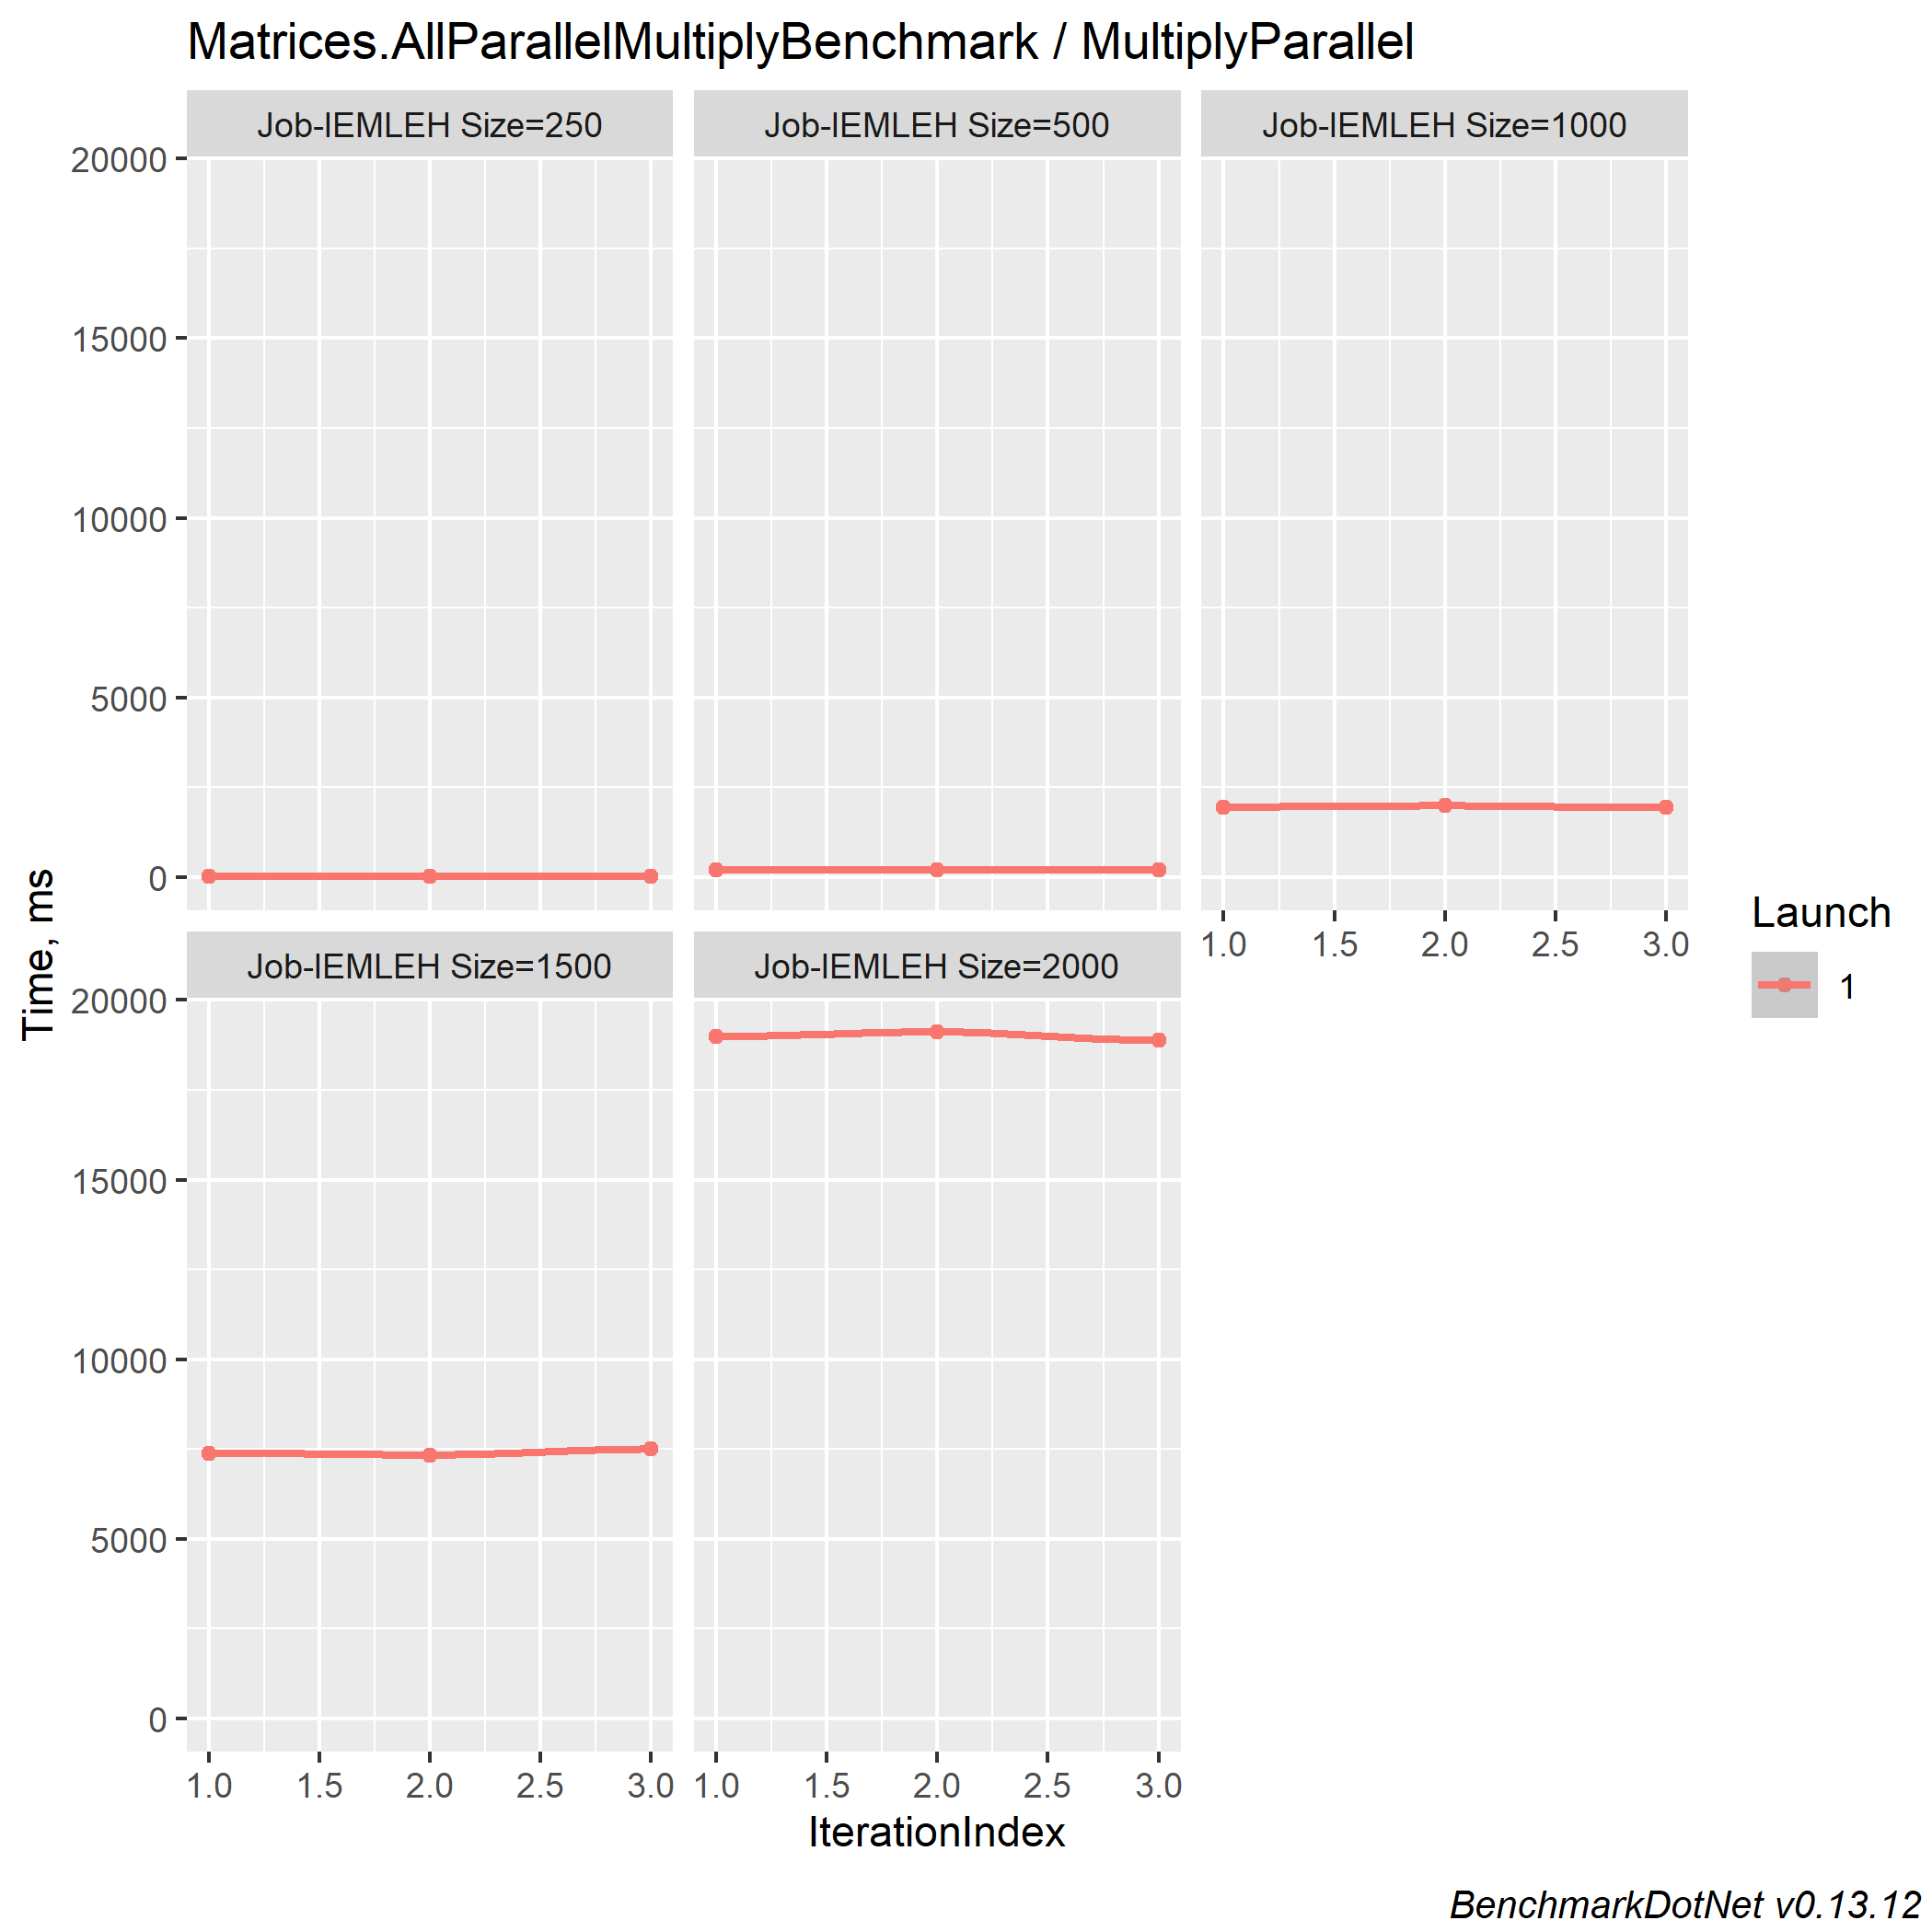 Matrices.AllParallelMultiplyBenchmark / MultiplyParallel
Job-IEMLEH Size=250
Job-IEMLEH Size=500
Job-IEMLEH Size=1000
20000
15000
10000
5000
0
1.0 1.5 2.0 2.5 3.0
Job-IEMLEH Size=1500
Job-IEMLEH Size=2000
20000
15000
10000
5000
0
1.0 1.5 2.0 2.5 3.0
1.0 1.5 2.0 2.5 3.0
Time, ms
IterationIndex
Launch
1
BenchmarkDotNet v0.13.12